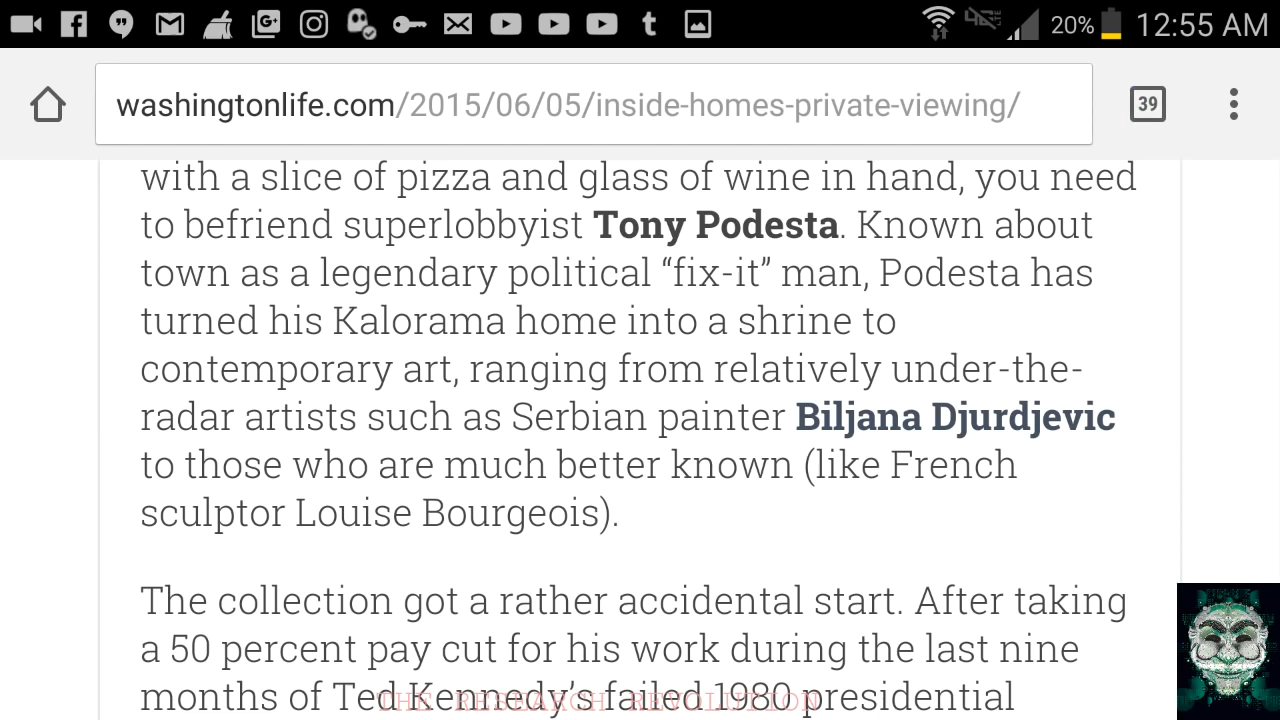 20% 12:55 AM
washingtonlife.com/2015/06/05/inside-homes-private-viewing/
39
with a slice of pizza and glass of wine in hand, you need
to befriend superlobbyist Tony Podesta. Known about
town as a legendary political “fix-it” man, Podesta has
turned his Kalorama home into a shrine to
contemporary art, ranging from relatively under-the-
radar artists such as Serbian painter Biljana Djurdjevic
to those who are much better known (like French
sculptor Louise Bourgeois).
The collection got a rather accidental start. After taking
a 50 percent pay cut for his work during the last nine
months of Ted Kennedy’s failed 1980 presidential
THE RESEARCH REVOLUTION